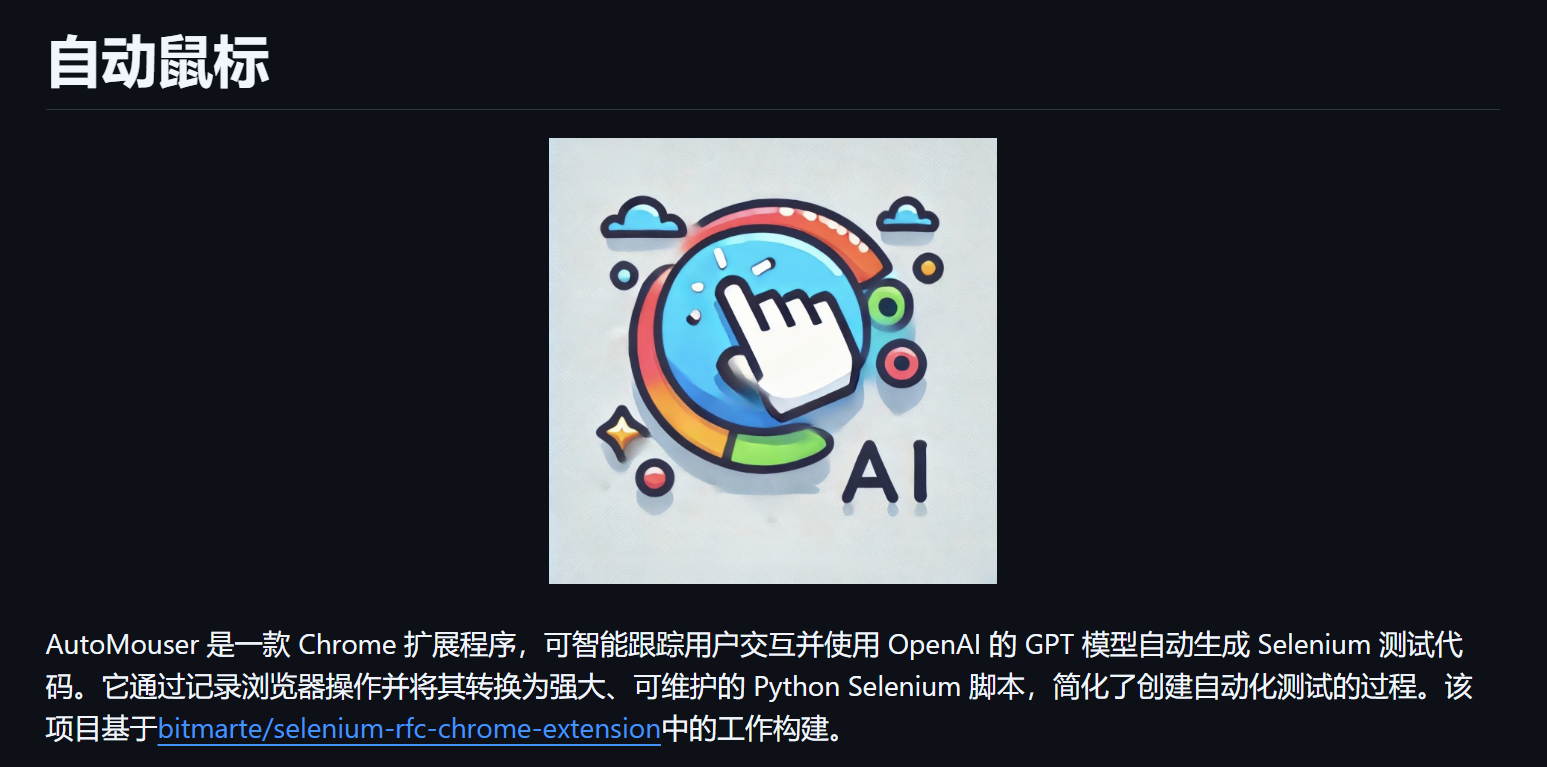 自动鼠标
AI
AutoMouser 是一款 Chrome 扩展程序，可智能跟踪用户交互并使用 OpenAI 的 GPT 模型自动生成 Selenium 测试代
码。它通过记录浏览器操作并将其转换为强大、可维护的 Python Selenium 脚本，简化了创建自动化测试的过程。该
项目基于bitmarte/selenium-rfc-chrome-extension中的工作构建。